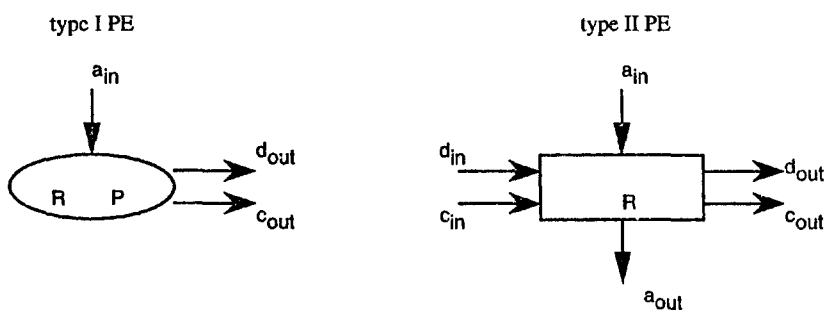 typc I PE
type II PE
a_in
a_in
d_out
d_in
d_out
R P
c_out
c_in
R
c_out
a_out